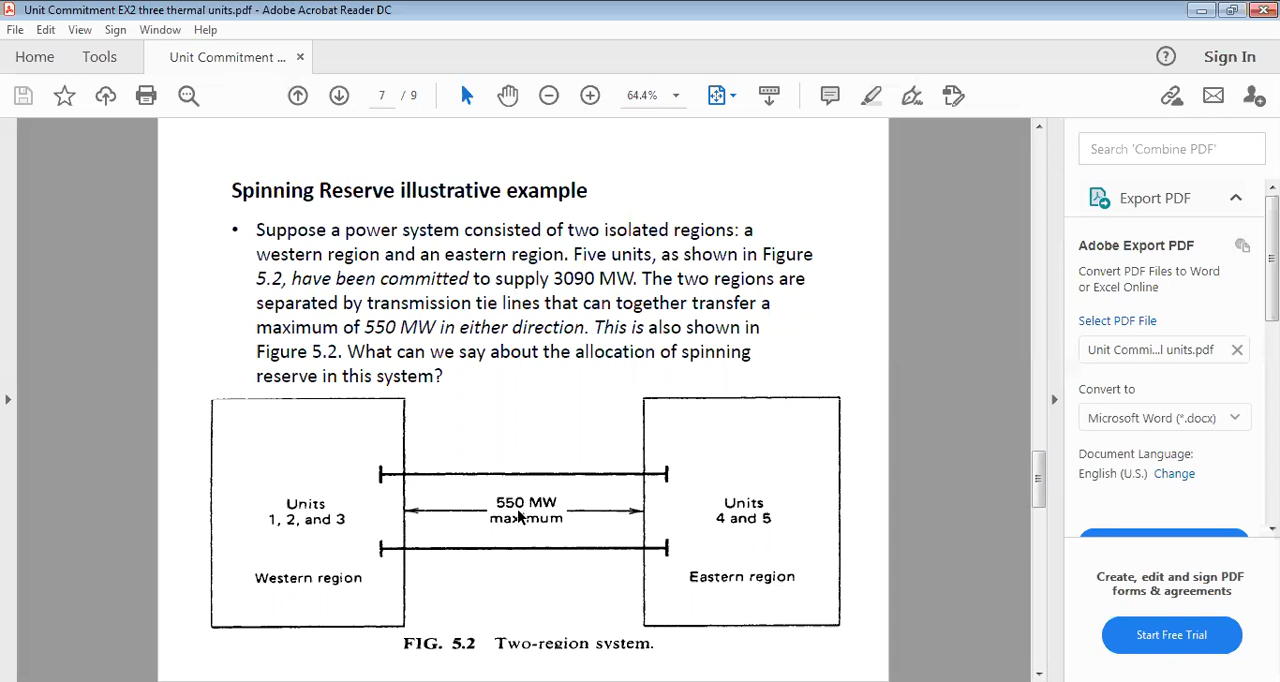 Unit Commitment EX2 three thermal units.pdf - Adobe Acrobat Reader DC
File Edit View Sign Window Help
Home Tools Unit Commitment ... × Sign In
7 / 9 64.4%
Search 'Combine PDF'
Export PDF
Adobe Export PDF
Convert PDF Files to Word
or Excel Online
Select PDF File
Unit Commi...l units.pdf
Convert to
Microsoft Word (*.docx)
Document Language:
English (U.S.) Change
Create, edit and sign PDF
forms & agreements
Start Free Trial
Spinning Reserve illustrative example
• Suppose a power system consisted of two isolated regions: a
western region and an eastern region. Five units, as shown in Figure
5.2, have been committed to supply 3090 MW. The two regions are
separated by transmission tie lines that can together transfer a
maximum of 550 MW in either direction. This is also shown in
Figure 5.2. What can we say about the allocation of spinning
reserve in this system?
Units
1, 2, and 3
Western region
550 MW
maximum
Units
4 and 5
Eastern region
FIG. 5.2 Two-region system.